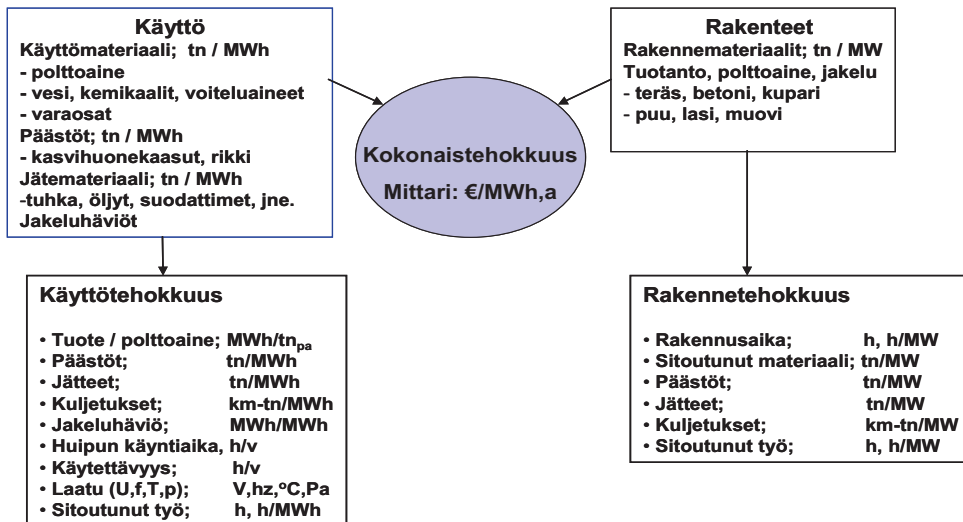 Käyttö
Käyttömateriaali; tn / MWh
- polttoaine
- vesi, kemikaalit, voiteluaineet
- varaosat
Päästöt; tn / MWh
- kasvihuonekaasut, rikki
Jätemateriaali; tn / MWh
-tuhka, öljyt, suodattimet, jne.
Jakeluhäviöt
Kokonaistehokkuus
Mittari: €/MWh,a
Rakenteet
Rakennemateriaalit; tn / MW
Tuotanto, polttoaine, jakelu
- teräs, betoni, kupari
- puu, lasi, muovi
Käyttötehokkuus
• Tuote / polttoaine; MWh/tnpa
• Päästöt; tn/MWh
• Jätteet; tn/MWh
• Kuljetukset; km-tn/MWh
• Jakeluhäviö; MWh/MWh
• Huipun käyntiaika, h/v
• Käytettävyys; h/v
• Laatu (U,f,T,p); V,hz,ºC,Pa
• Sitoutunut työ; h, h/MWh
Rakennetehokkuus
• Rakennusaika; h, h/MW
• Sitoutunut materiaali; tn/MW
• Päästöt; tn/MW
• Jätteet; tn/MW
• Kuljetukset; km-tn/MW
• Sitoutunut työ; h, h/MW